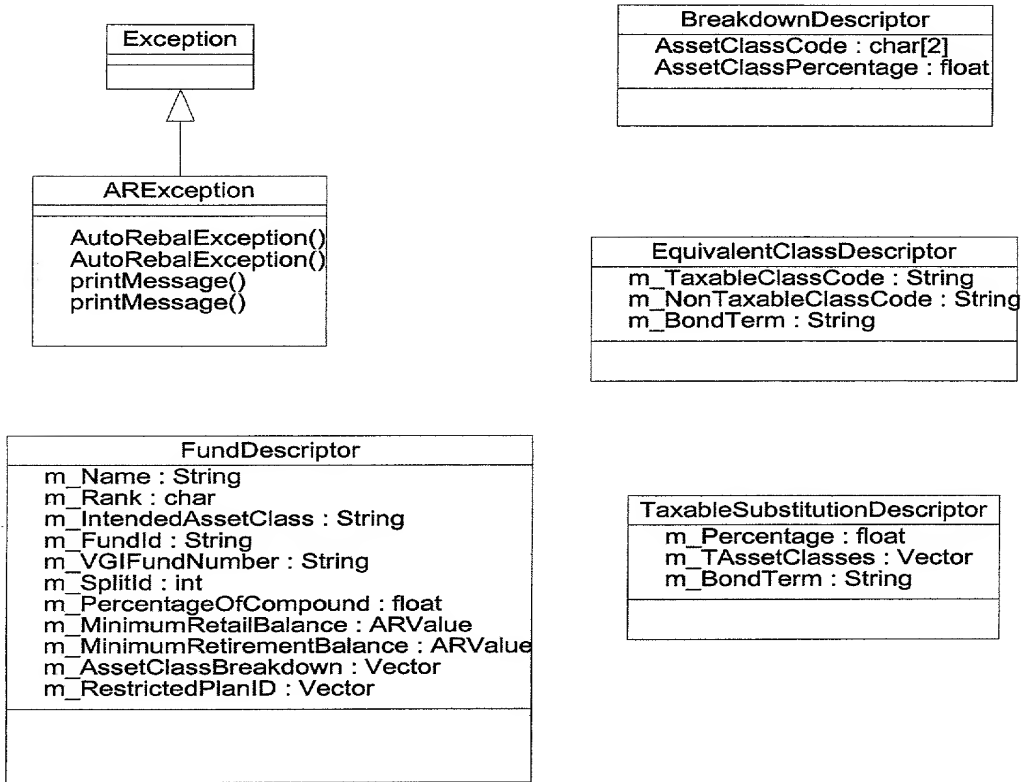 Exception
ARException
AutoRebalException()
AutoRebalException()
printMessage()
printMessage()
BreakdownDescriptor
AssetClassCode : char[2]
AssetClassPercentage : float
EquivalentClassDescriptor
m_TaxableClassCode : String
m_NonTaxableClassCode : String
m_BondTerm : String
FundDescriptor
m_Name : String
m_Rank : char
m_IntendedAssetClass : String
m_FundId : String
m_VGIFundNumber : String
m_SplitId : int
m_PercentageOfCompound : float
m_MinimumRetailBalance : ARValue
m_MinimumRetirementBalance : ARValue
m_AssetClassBreakdown : Vector
m_RestrictedPlanID : Vector
TaxableSubstitutionDescriptor
m_Percentage : float
m_TAssetClasses : Vector
m_BondTerm : String